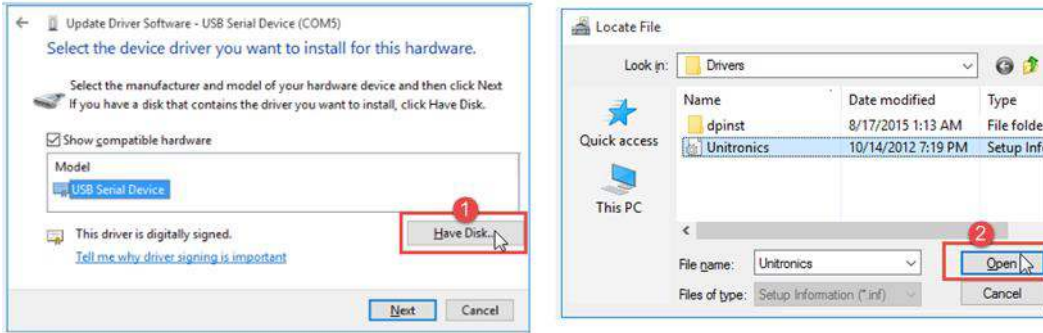 Update Driver Software - USB Serial Device (COM5)
Select the device driver you want to install for this hardware.
Select the manufacturer and model of your hardware device and then click Next
If you have a disk that contains the driver you want to install, click Have Disk.
Show compatible hardware
Model
USB Serial Device
1
This driver is digitally signed.
Have Disk...
Tell me why driver signing is important
Next Cancel
Locate File
Look in: Drivers
Name Date modified Type
dpinst 8/17/2015 1:13 AM File folde
Unitronics 10/14/2012 7:19 PM Setup Inf
Quick access
This PC
2
File name: Unitronics Open
Files of type: Setup Information (*.inf) Cancel